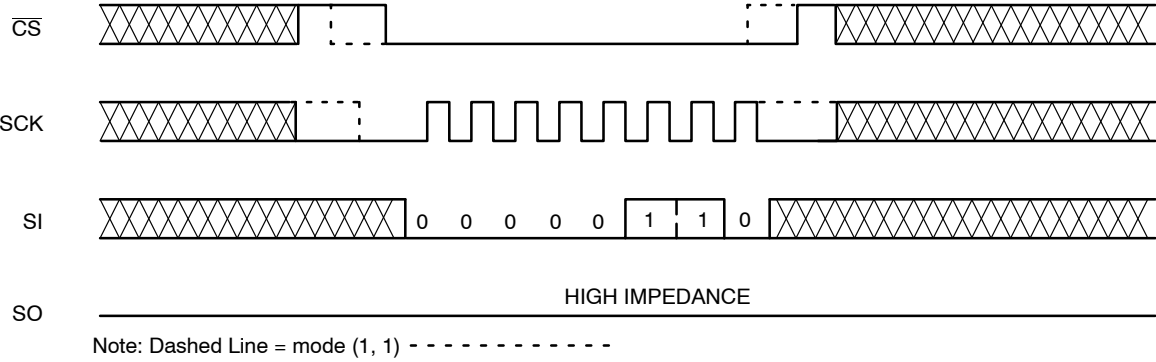 CS
SCK
SI
0 0 0 0 0 1 1 0
HIGH IMPEDANCE
SO
Note: Dashed Line = mode (1, 1)